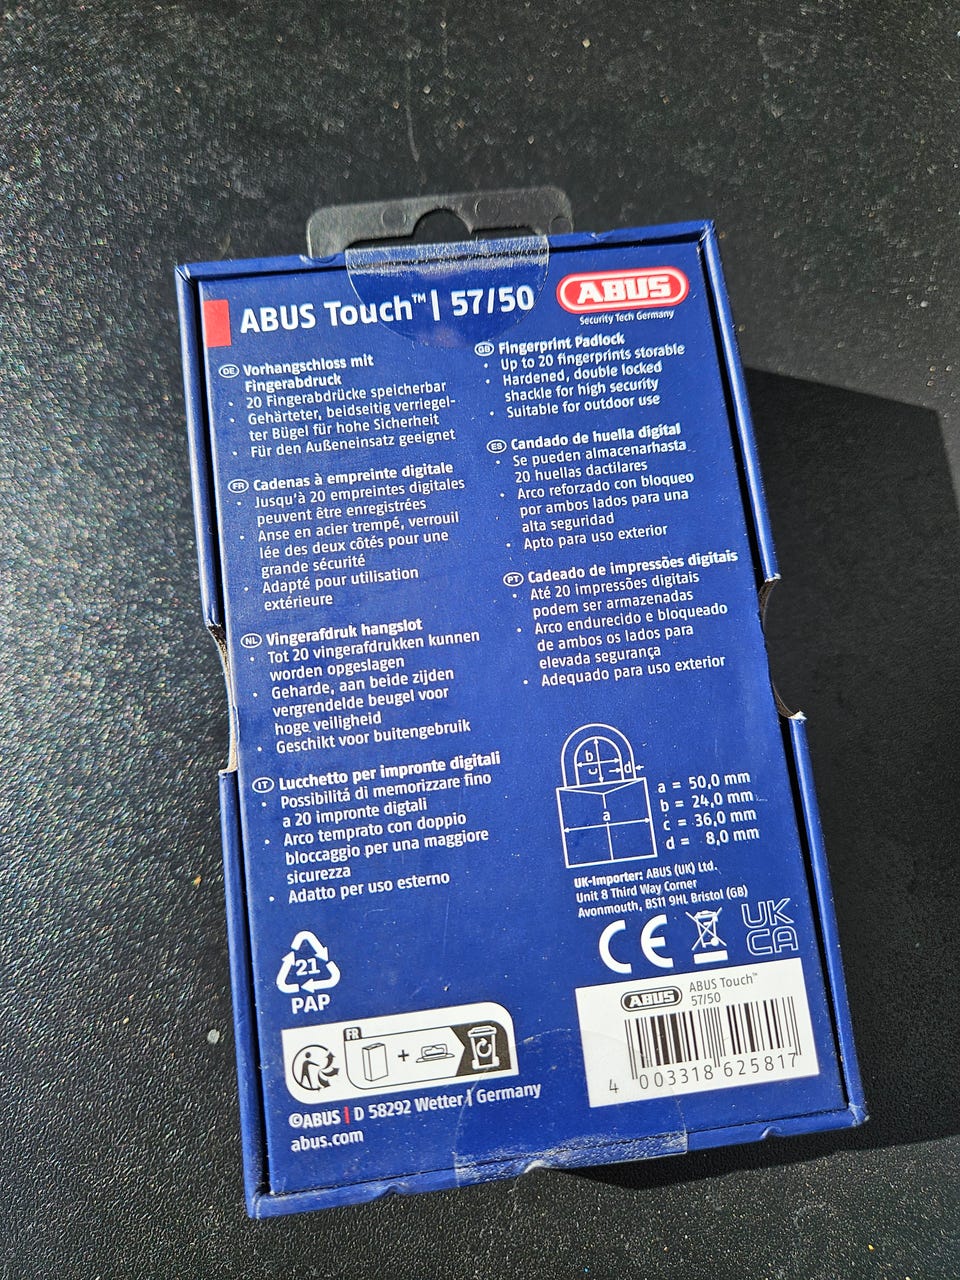 ABUS Touch™ | 57/50
ABUS
Security Tech Germany
DE Vorhangschloss mit
Fingerabdruck
• 20 Fingerabdrücke speicherbar
• Gehärteter, beidseitig verriegel-
ter Bügel für hohe Sicherheit
• Für den Außeneinsatz geeignet
FR Cadenas à empreinte digitale
• Jusqu'à 20 empreintes digitales
peuvent être enregistrées
• Anse en acier trempé, verrouil
lée des deux côtés pour une
grande sécurité
• Adapté pour utilisation
extérieure
NL Vingerafdruk hangslot
• Tot 20 vingerafdrukken kunnen
worden opgeslagen
• Geharde, aan beide zijden
vergrendelde beugel voor
hoge veiligheid
• Geschikt voor buitengebruik
IT Lucchetto per impronte digitali
• Possibilitá di memorizzare fino
a 20 impronte digtali
• Arco temprato con doppio
bloccaggio per una maggiore
sicurezza
• Adatto per uso esterno
GB Fingerprint Padlock
• Up to 20 fingerprints storable
• Hardened, double locked
shackle for high security
• Suitable for outdoor use
ES Candado de huella digital
• Se pueden almacenarhasta
20 huellas dactilares
• Arco reforzado con bloqueo
por ambos lados para una
alta seguridad
• Apto para uso exterior
PT Cadeado de impressões digitais
• Até 20 impressões digitais
podem ser armazenadas
• Arco endurecido e bloqueado
de ambos os lados para
elevada segurança
• Adequado para uso exterior
b
c
d
a
a = 50,0 mm
b = 24,0 mm
c = 36,0 mm
d = 8,0 mm
UK-Importer: ABUS (UK) Ltd.
Unit 8 Third Way Corner
Avonmouth, BS11 9HL Bristol (GB)
CE
UK
CA
21
PAP
FR
+
ABUS
ABUS Touch™
57/50
4 003318 625817
©ABUS | D 58292 Wetter | Germany
abus.com